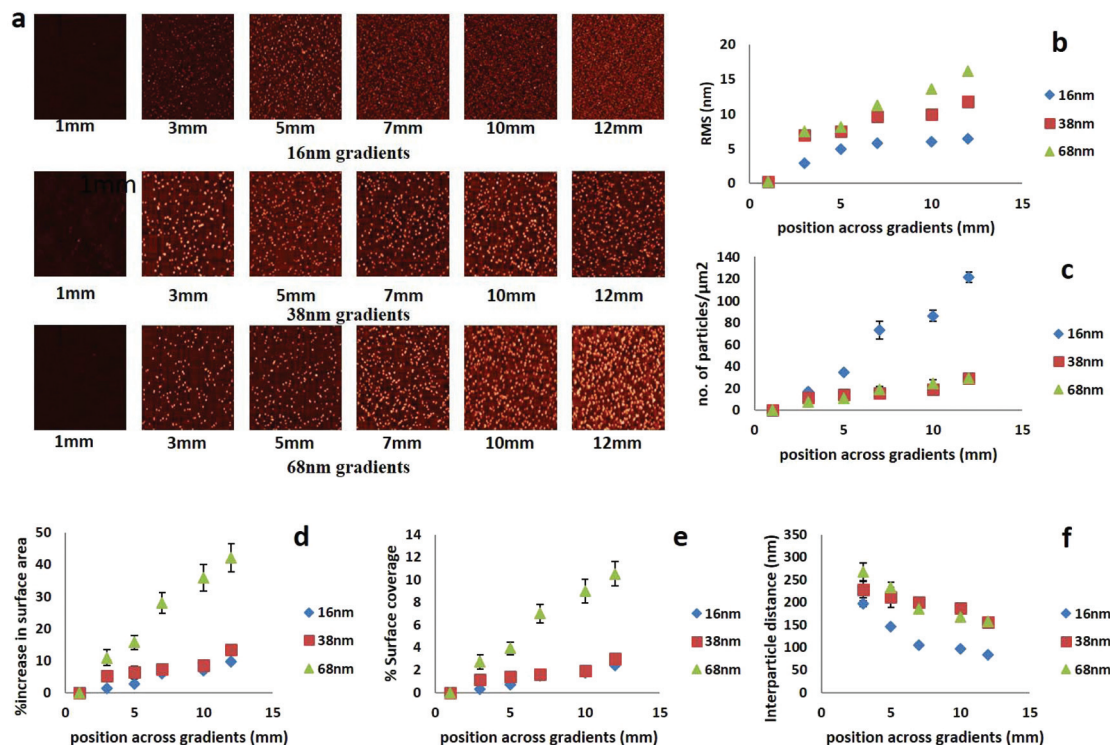 a
1mm 3mm 5mm 7mm 10mm 12mm
16nm gradients
1mm
1mm 3mm 5mm 7mm 10mm 12mm
38nm gradients
1mm 3mm 5mm 7mm 10mm 12mm
68nm gradients
b
RMS (nm)
20
15
10
5
0
0 5 10 15
position across gradients (mm)
16nm
38nm
68nm
c
no. of particles/µm2
140
120
100
80
60
40
20
0
0 5 10 15
position across gradients (mm)
16nm
38nm
68nm
d
%increase in surface area
50
40
30
20
10
0
0 5 10 15
position across gradients (mm)
16nm
38nm
68nm
e
% Surface coverage
14
12
10
8
6
4
2
0
0 5 10 15
position across gradients (mm)
16nm
38nm
68nm
f
Interparticle distance (nm)
350
300
250
200
150
100
50
0
0 5 10 15
position across gradients (mm)
16nm
38nm
68nm